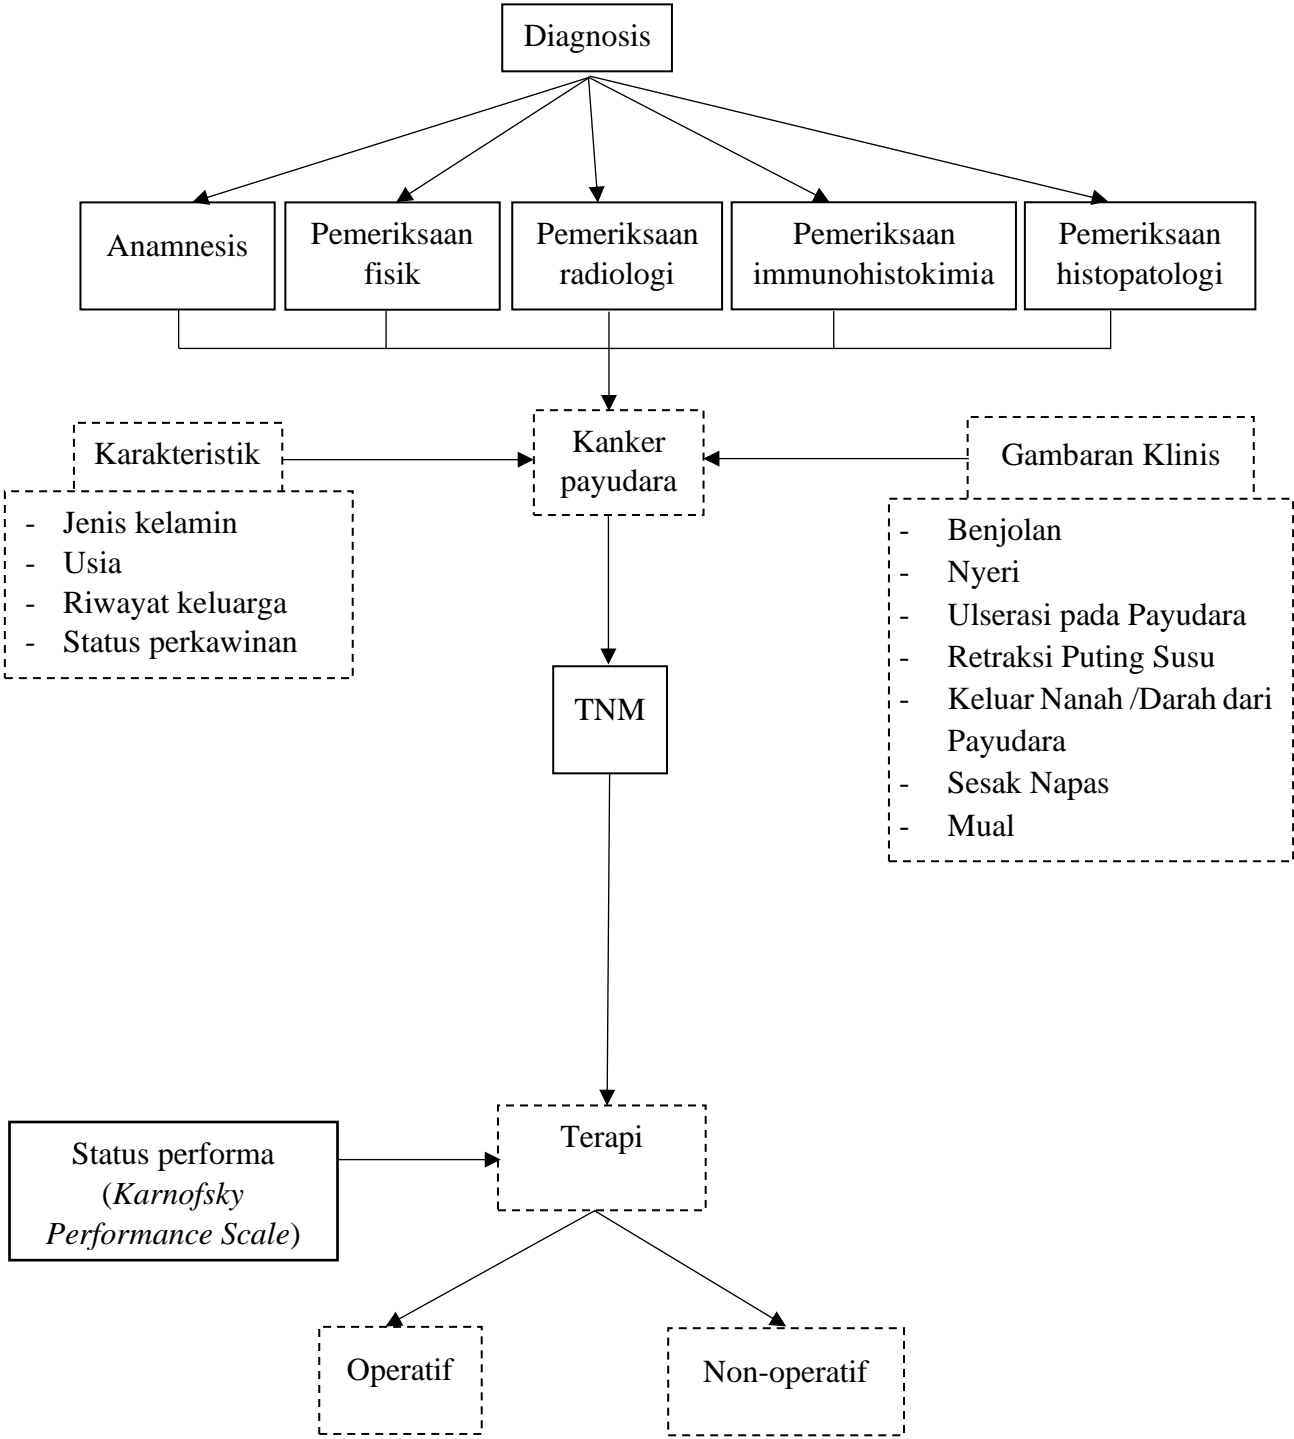 Diagnosis
Anamnesis
Pemeriksaan
fisik
Pemeriksaan
radiologi
Pemeriksaan
immunohistokimia
Pemeriksaan
histopatologi
Karakteristik
- Jenis kelamin
- Usia
- Riwayat keluarga
- Status perkawinan
Kanker
payudara
Gambaran Klinis
- Benjolan
- Nyeri
- Ulserasi pada Payudara
- Retraksi Puting Susu
- Keluar Nanah /Darah dari
Payudara
- Sesak Napas
- Mual
TNM
Status performa
(Karnofsky
Performance Scale)
Terapi
Operatif
Non-operatif